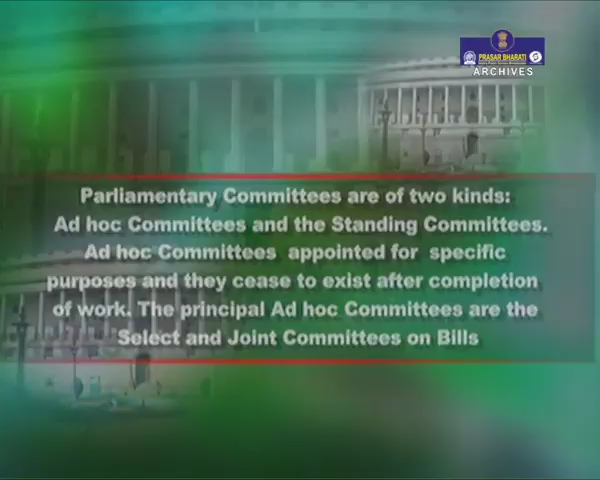 PRASAR BHARATI
ARCHIVES
Parliamentary Committees are of two kinds:
Ad hoc Committees and the Standing Committees.
Ad hoc Committees appointed for specific
purposes and they cease to exist after completion
of work. The principal Ad hoc Committees are the
Select and Joint Committees on Bills